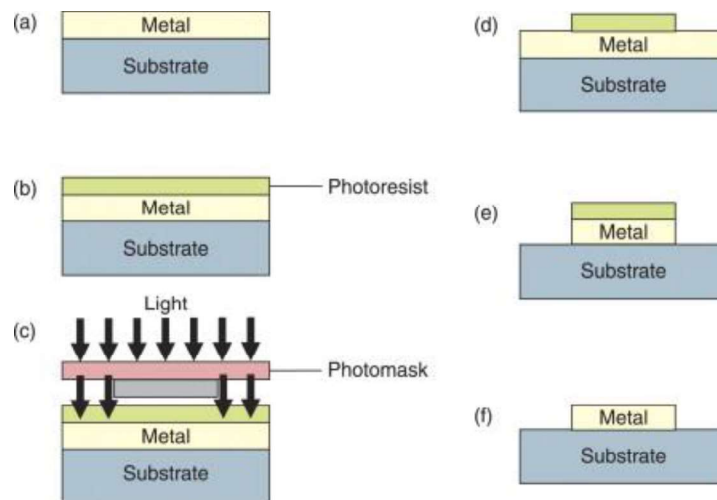 (a)
Metal
Substrate
(b)
Photoresist
Metal
Substrate
Light
(c)
Photomask
Metal
Substrate
(d)
Metal
Substrate
(e)
Metal
Substrate
(f)
Metal
Substrate